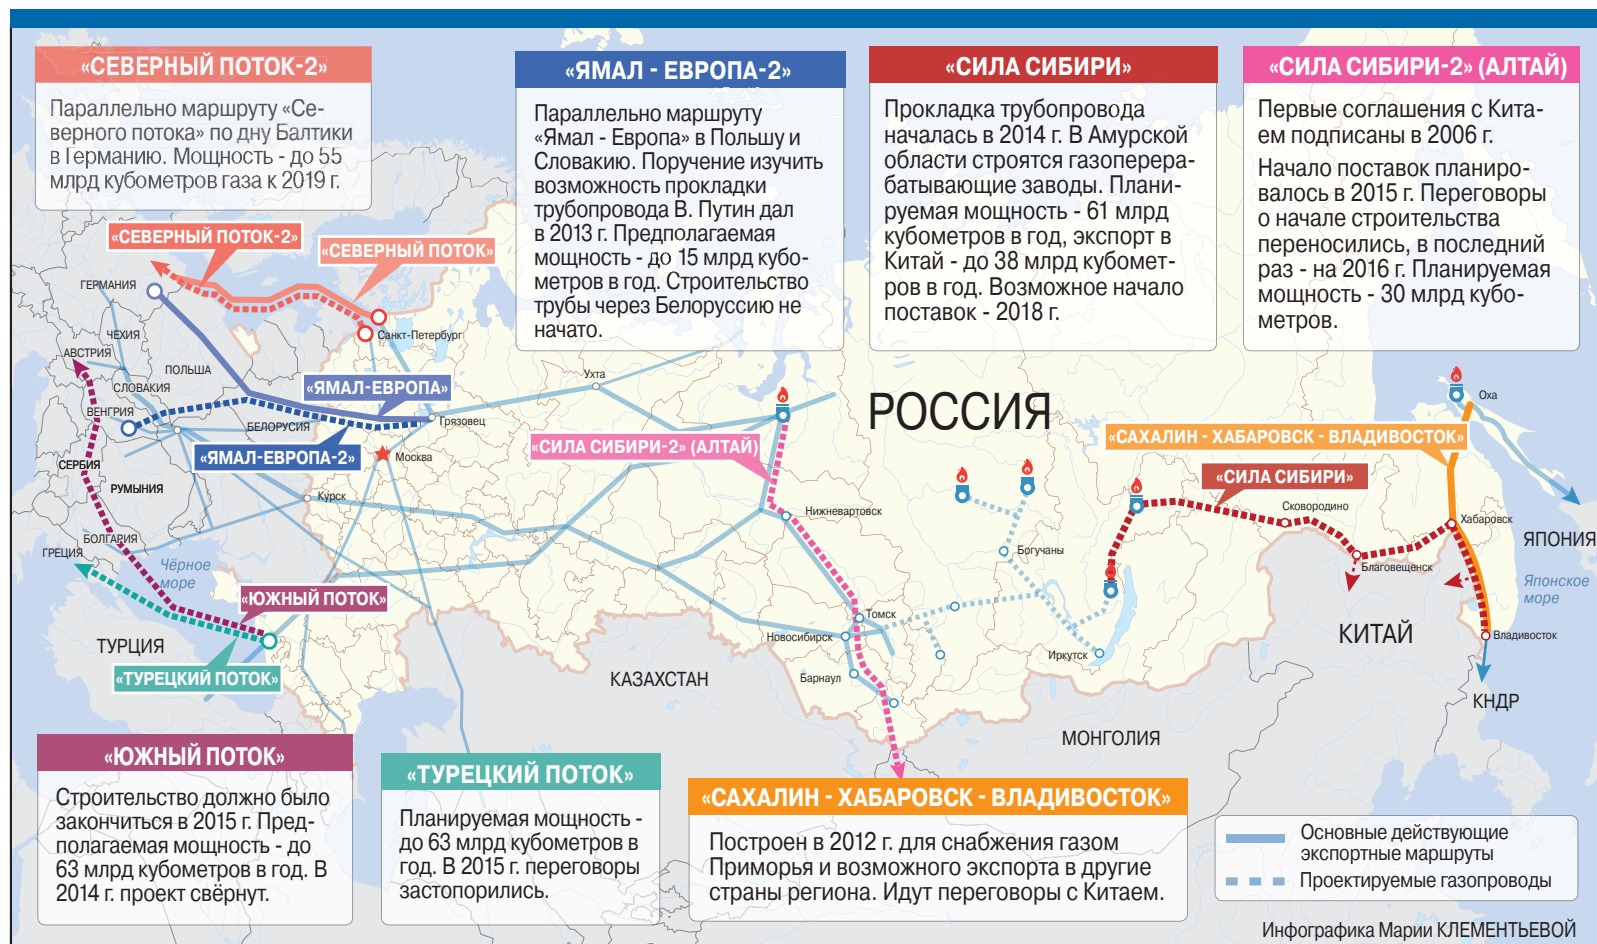 «СЕВЕРНЫЙ ПОТОК-2»
Параллельно маршруту «Се-
верного потока» по дну Балтики
в Германию. Мощность - до 55
млрд кубометров газа к 2019 г.
«ЯМАЛ - ЕВРОПА-2»
Параллельно маршруту
«Ямал - Европа» в Польшу и
Словакию. Поручение изучить
возможность прокладки
трубопровода В. Путин дал
в 2013 г. Предполагаемая
мощность - до 15 млрд кубо-
метров в год. Строительство
трубы через Белоруссию не
начато.
«СИЛА СИБИРИ»
Прокладка трубопровода
началась в 2014 г. В Амурской
области строятся газоперера-
батывающие заводы. Плани-
руемая мощность - 61 млрд
кубометров в год, экспорт в
Китай - до 38 млрд кубомет-
ров в год. Возможное начало
поставок - 2018 г.
«СИЛА СИБИРИ-2» (АЛТАЙ)
Первые соглашения с Кита-
ем подписаны в 2006 г.
Начало поставок планиро-
валось в 2015 г. Переговоры
о начале строительства
переносились, в последний
раз - на 2016 г. Планируемая
мощность - 30 млрд кубо-
метров.
«СЕВЕРНЫЙ ПОТОК-2»
«СЕВЕРНЫЙ ПОТОК»
ГЕРМАНИЯ
ЧЕХИЯ
Санкт-Петербург
АВСТРИЯ
ПОЛЬША
СЛОВАКИЯ
«ЯМАЛ-ЕВРОПА»
Ухта
РОССИЯ
Оха
ВЕНГРИЯ
БЕЛОРУСИЯ
Грязовец
«СИЛА СИБИРИ-2» (АЛТАЙ)
«САХАЛИН - ХАБАРОВСК - ВЛАДИВОСТОК»
«ЯМАЛ-ЕВРОПА-2»
Москва
СЕРБИЯ
РУМЫНИЯ
Курск
«СИЛА СИБИРИ»
Нижневартовск
Сковородино
Хабаровск
БОЛГАРИЯ
ГРЕЦИЯ
Богучаны
ЯПОНИЯ
Чёрное
море
Благовещенск
Японское
море
«ЮЖНЫЙ ПОТОК»
Томск
Новосибирск
КИТАЙ
Владивосток
ТУРЦИЯ
Иркутск
«ТУРЕЦКИЙ ПОТОК»
КАЗАХСТАН
Барнаул
КНДР
МОНГОЛИЯ
«ЮЖНЫЙ ПОТОК»
Строительство должно было
закончиться в 2015 г. Пред-
полагаемая мощность - до
63 млрд кубометров в год. В
2014 г. проект свёрнут.
«ТУРЕЦКИЙ ПОТОК»
Планируемая мощность -
до 63 млрд кубометров в
год. В 2015 г. переговоры
застопорились.
«САХАЛИН - ХАБАРОВСК - ВЛАДИВОСТОК»
Построен в 2012 г. для снабжения газом
Приморья и возможного экспорта в другие
страны региона. Идут переговоры с Китаем.
Основные действующие
экспортные маршруты
Проектируемые газопроводы
Инфографика Марии КЛЕМЕНТЬЕВОЙ